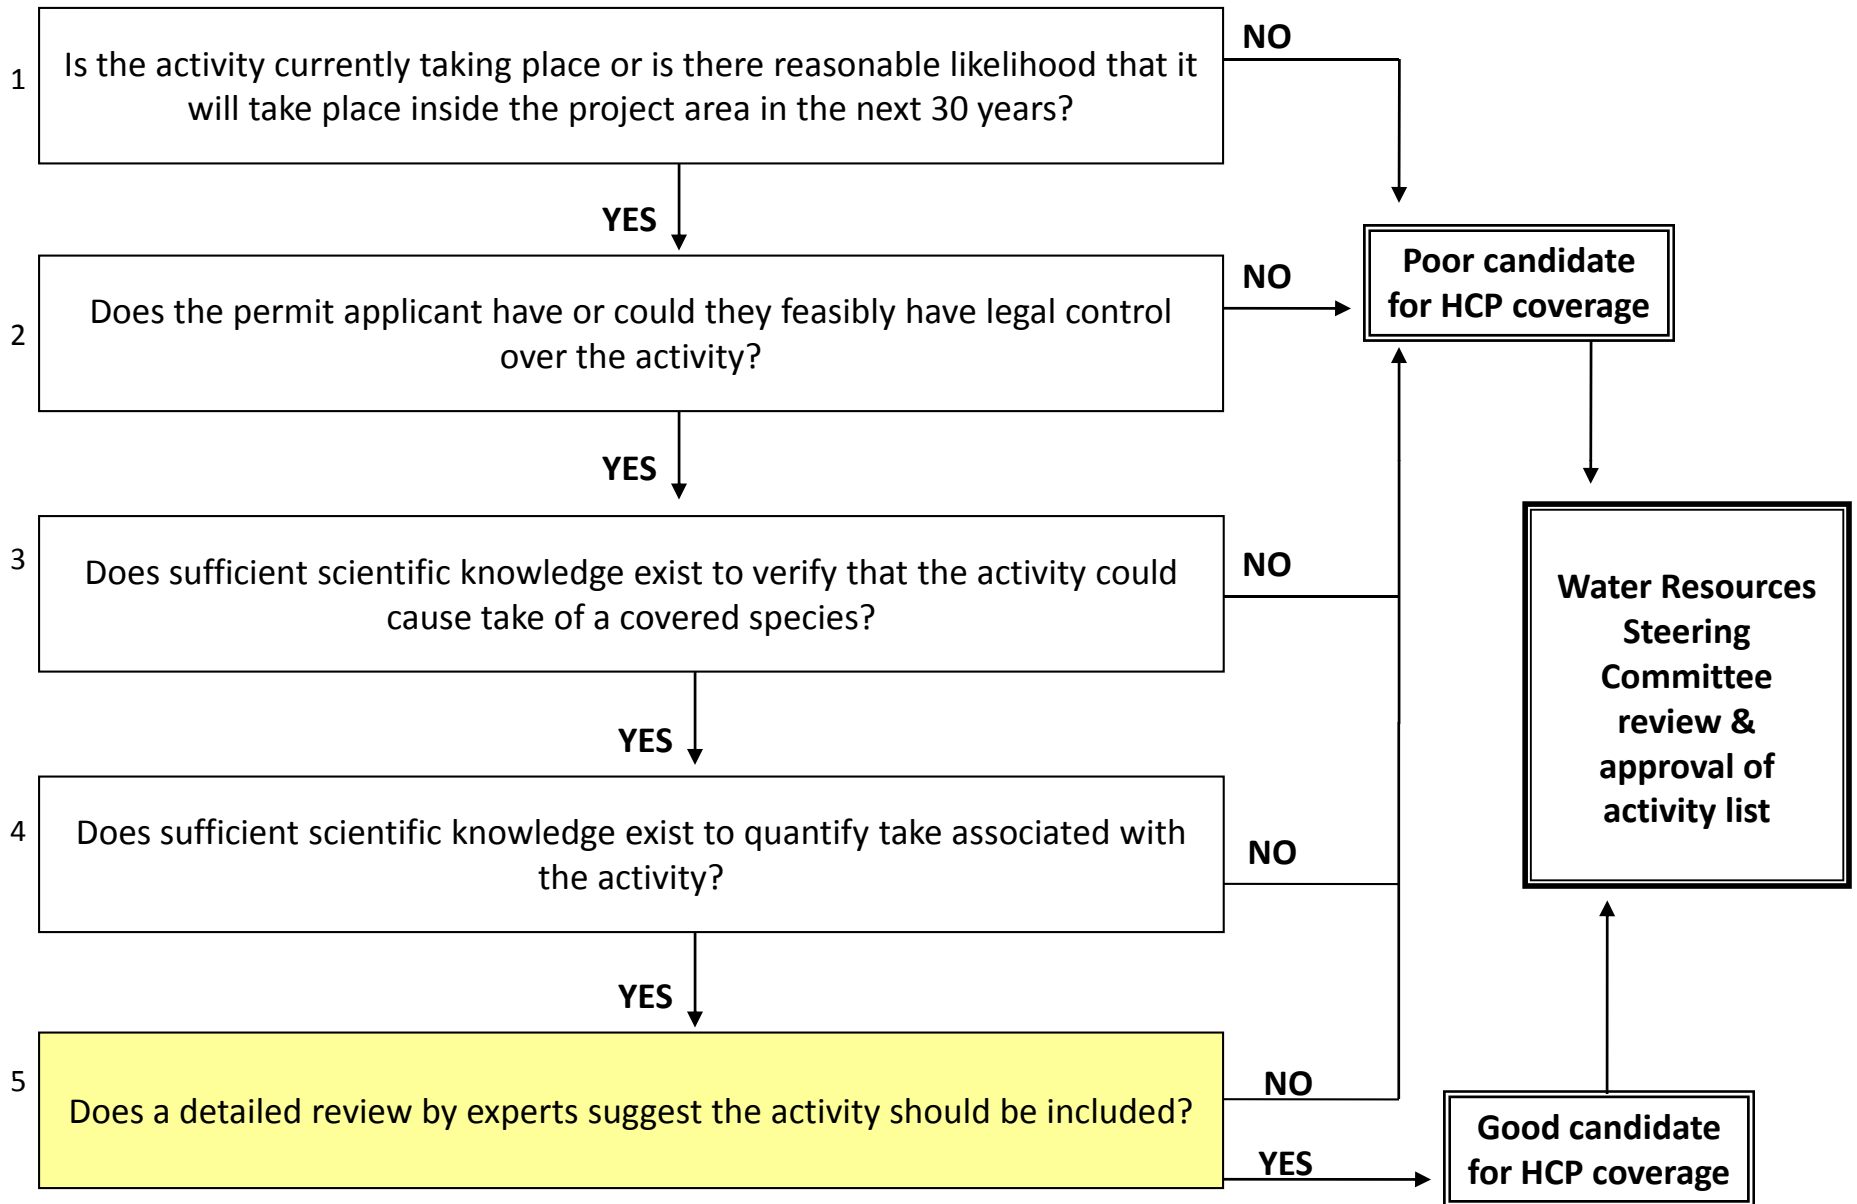 1
Is the activity currently taking place or is there reasonable likelihood that it
will take place inside the project area in the next 30 years?
NO
YES
2
Does the permit applicant have or could they feasibly have legal control
over the activity?
NO
Poor candidate
for HCP coverage
YES
3
Does sufficient scientific knowledge exist to verify that the activity could
cause take of a covered species?
NO
Water Resources
Steering
Committee
review &
approval of
activity list
YES
4
Does sufficient scientific knowledge exist to quantify take associated with
the activity?
NO
YES
5
Does a detailed review by experts suggest the activity should be included?
NO
YES
Good candidate
for HCP coverage